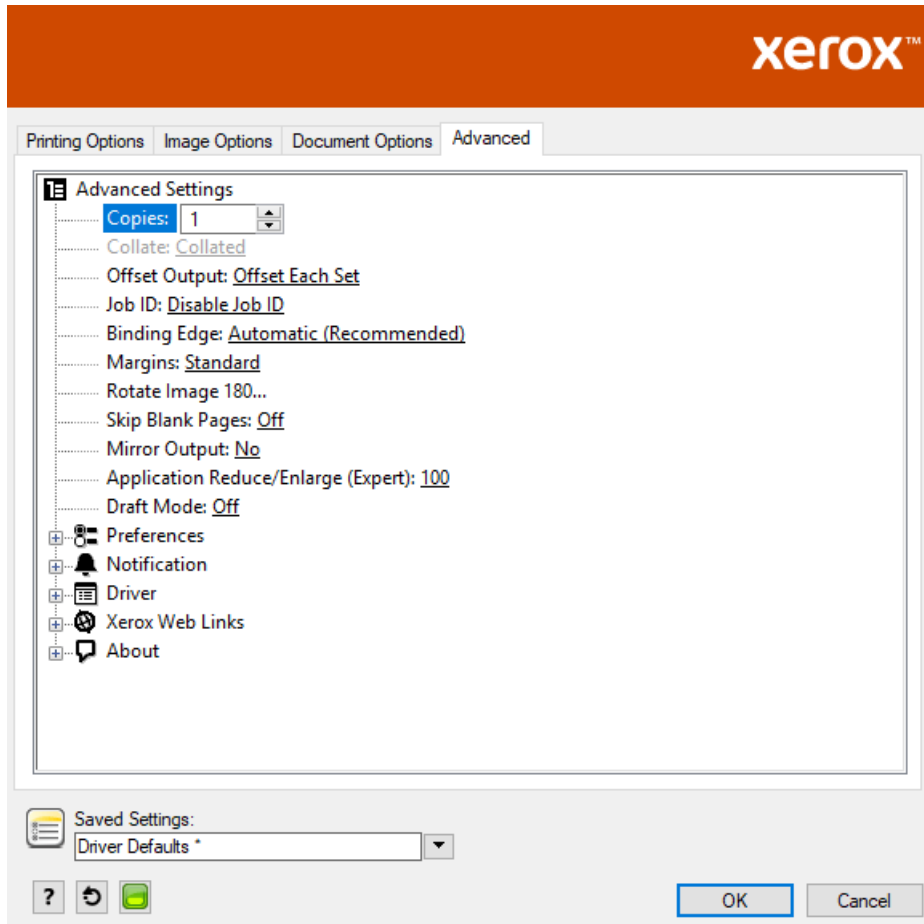 xerox™
Printing Options Image Options Document Options Advanced
Advanced Settings
Copies: 1
Collate: Collated
Offset Output: Offset Each Set
Job ID: Disable Job ID
Binding Edge: Automatic (Recommended)
Margins: Standard
Rotate Image 180...
Skip Blank Pages: Off
Mirror Output: No
Application Reduce/Enlarge (Expert): 100
Draft Mode: Off
Preferences
Notification
Driver
Xerox Web Links
About
Saved Settings:
Driver Defaults *
? OK Cancel